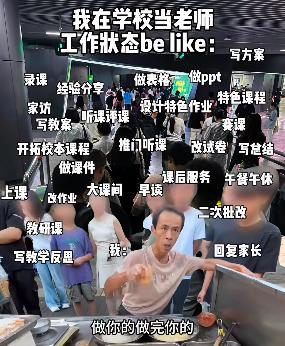 我在学校当老师
工作狀态be like：
写方案
录课
经验分享
做表格
做ppt
家访
听课评课
设计特色作业
特色课程
写教案
赛课
开拓校本课程
推门听课
改试卷
写总结
做课件
课后服务
午餐午休
上课
改作业
大课间
早读
二次批改
教研课
我：
回复家长
写教学反思
做你的做完你的